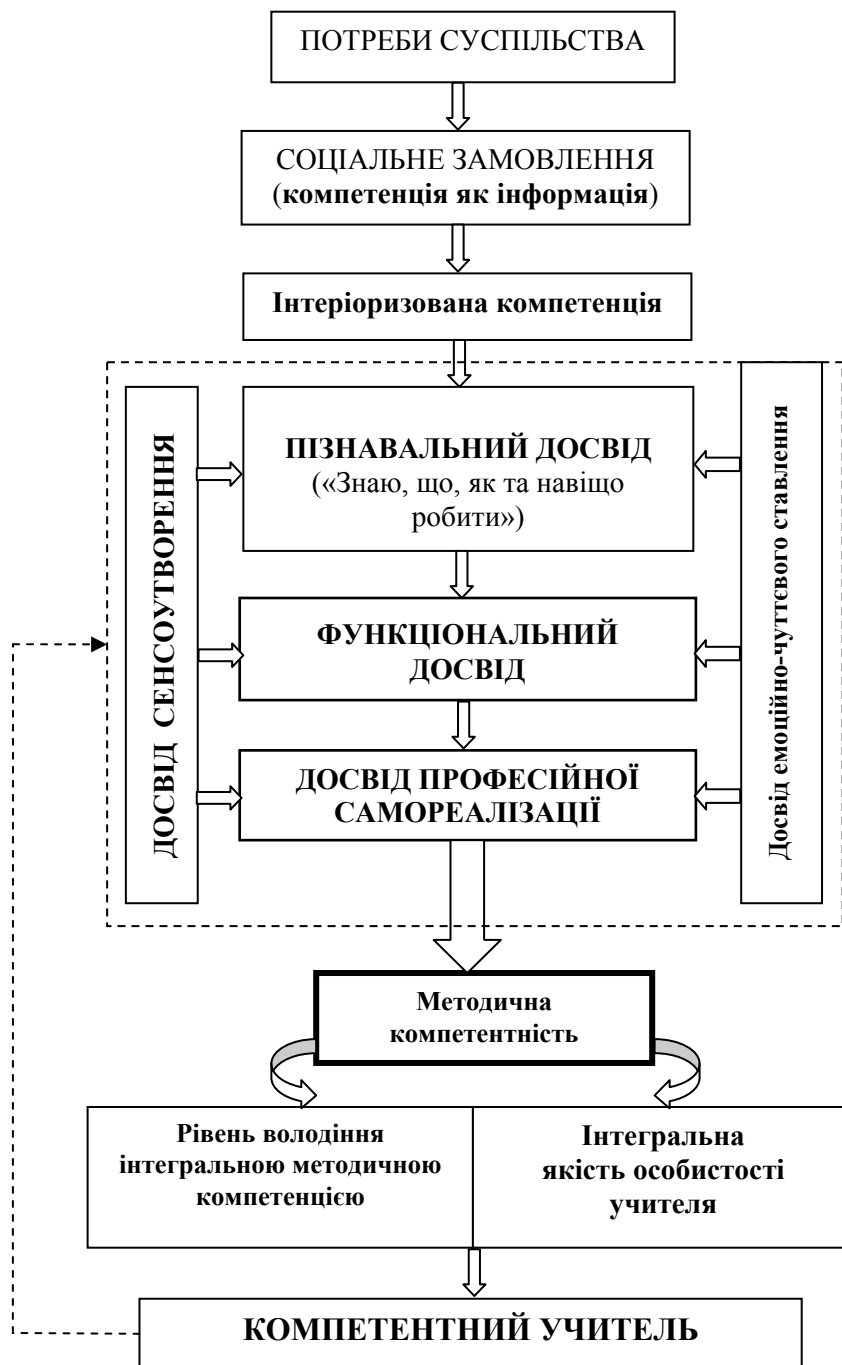 ПОТРЕБИ СУСПІЛЬСТВА
СОЦІАЛЬНЕ ЗАМОВЛЕННЯ
(компетенція як інформація)
Інтеріоризована компетенція
ДОСВІД СЕНСОУТВОРЕННЯ
ПІЗНАВАЛЬНИЙ ДОСВІД
(«Знаю, що, як та навіщо
робити»)
ФУНКЦІОНАЛЬНИЙ
ДОСВІД
ДОСВІД ПРОФЕСІЙНОЇ
САМОРЕАЛІЗАЦІЇ
Досвід емоційно-чуттєвого ставлення
Методична
компетентність
Рівень володіння
інтегральною методичною
компетенцією
Інтегральна
якість особистості
учителя
КОМПЕТЕНТНИЙ УЧИТЕЛЬ